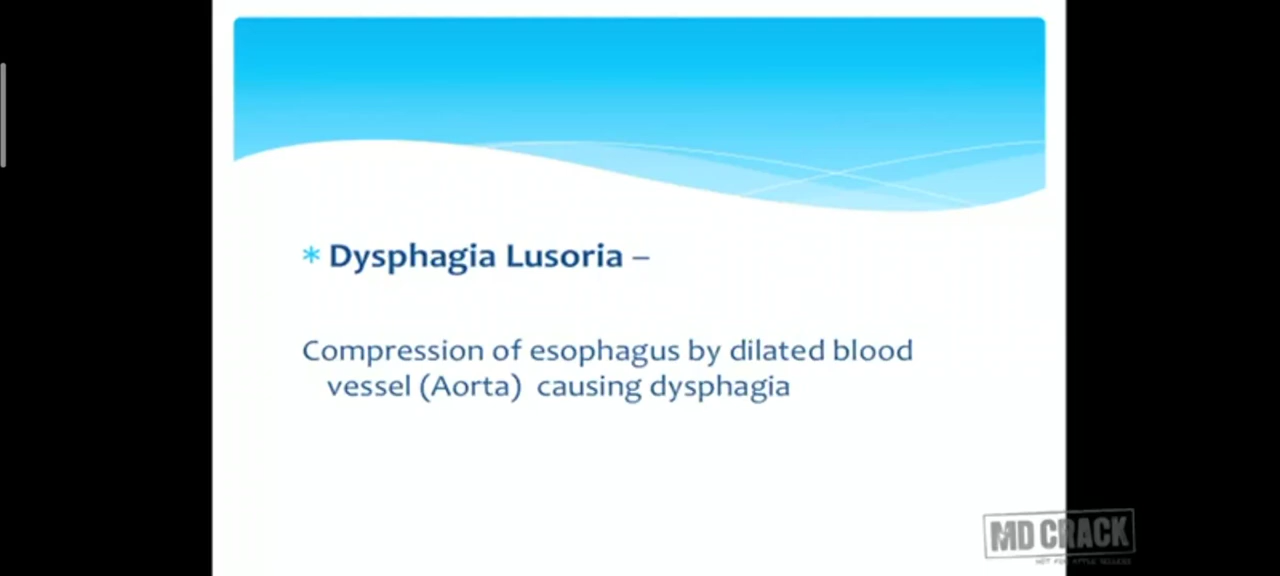 * Dysphagia Lusoria –
Compression of esophagus by dilated blood
vessel (Aorta) causing dysphagia
MD CRACK